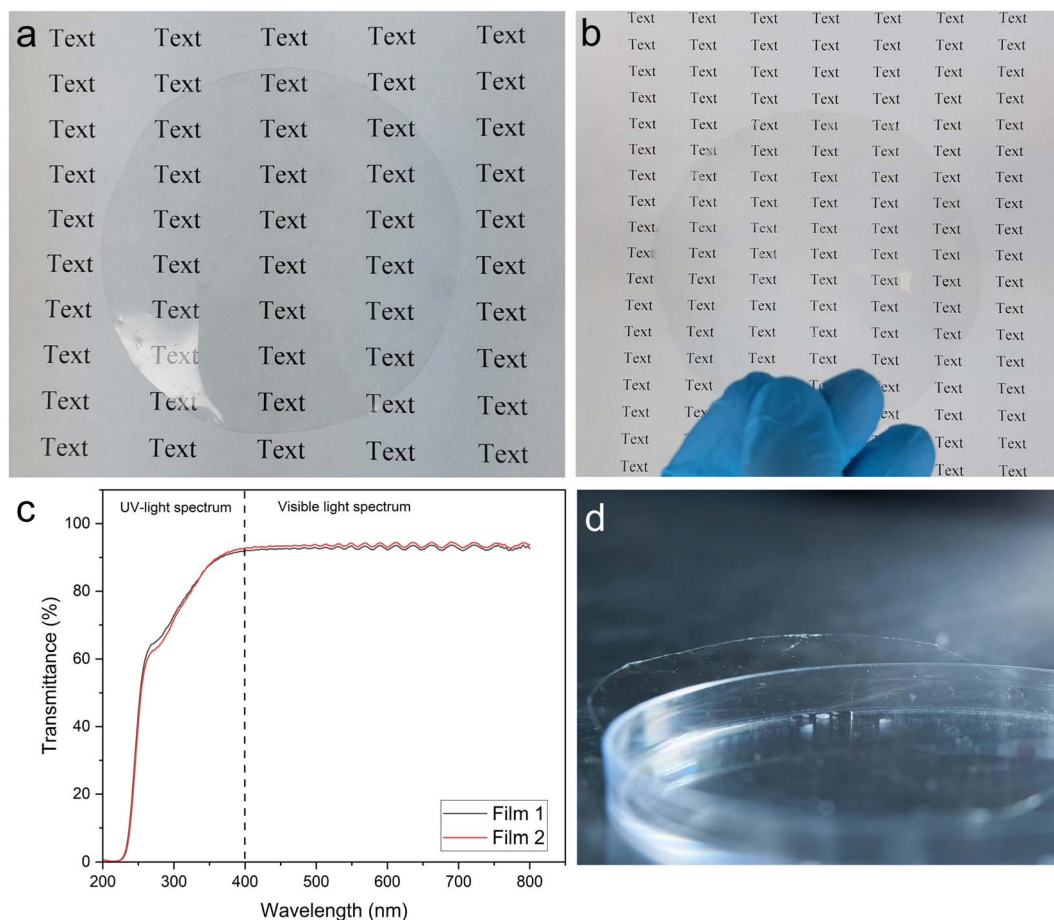 a
Text Text Text Text Text
Text Text Text Text Text
Text Text Text Text Text
Text Text Text Text Text
Text Text Text Text Text
Text Text Text Text Text
Text Text Text Text Text
Text Text Text Text Text
Text Text Text Text Text
Text Text Text Text Text
b
Text Text Text Text Text Text Text
Text Text Text Text Text Text Text
Text Text Text Text Text Text Text
Text Text Text Text Text Text Text
Text Text Text Text Text Text Text
Text Text Text Text Text Text Text
Text Text Text Text Text Text Text
Text Text Text Text Text Text Text
Text Text Text Text Text Text Text
Text Text Text Text Text Text Text
Text Text Text Text Text Text Text
Text Text Text Text Text Text Text
Text Text Text Text Text Text Text
Text Text Text Text Text Text Text
Text Text Text Text Text
Text Text Text Text
Text Text Text
Text Text Text
c
UV-light spectrum Visible light spectrum
Transmittance (%)
100
80
60
40
20
0
Film 1
Film 2
200 300 400 500 600 700 800
Wavelength (nm)
d